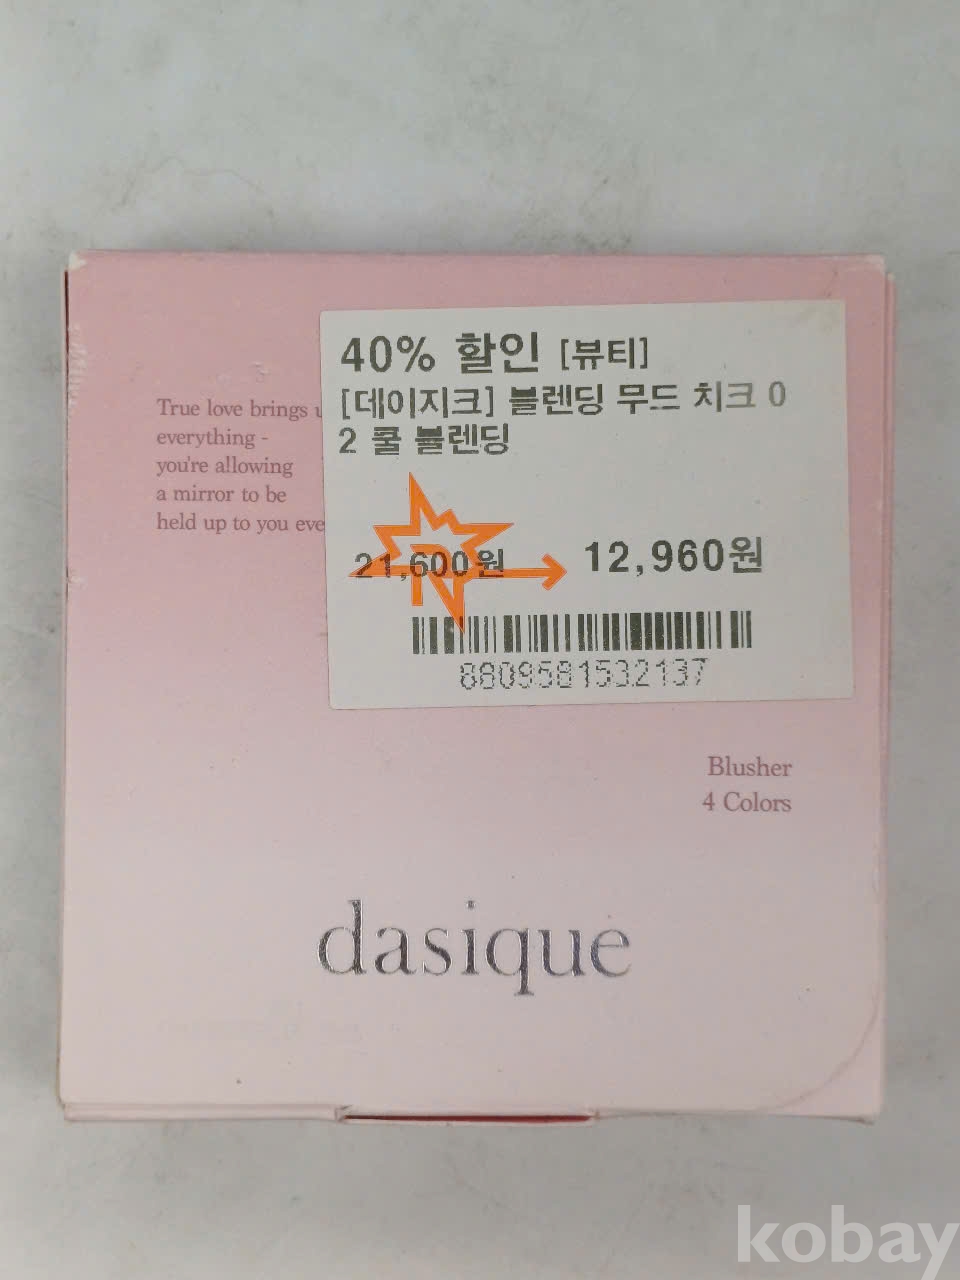 40% 할인 [뷰티]
[데이지크] 블렌딩 무드 치크 0
2 쿨 블렌딩
21,600원 12,960원
8809581532137
True love brings u
everything -
you're allowing
a mirror to be
held up to you eve
Blusher
4 Colors
dasique
kobay